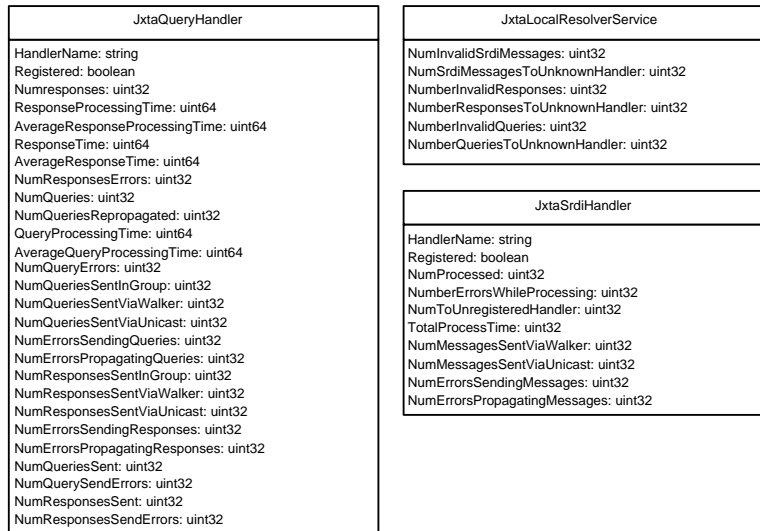 JxtaQueryHandler
HandlerName: string
Registered: boolean
Numresponses: uint32
ResponseProcessingTime: uint64
AverageResponseProcessingTime: uint64
ResponseTime: uint64
AverageResponseTime: uint64
NumResponsesErrors: uint32
NumQueries: uint32
NumQueriesRepropagated: uint32
QueryProcessingTime: uint64
AverageQueryProcessingTime: uint64
NumQueryErrors: uint32
NumQueriesSentInGroup: uint32
NumQueriesSentViaWalker: uint32
NumQueriesSentViaUnicast: uint32
NumErrorsSendingQueries: uint32
NumErrorsPropagatingQueries: uint32
NumResponsesSentInGroup: uint32
NumResponsesSentViaWalker: uint32
NumResponsesSentViaUnicast: uint32
NumErrorsSendingResponses: uint32
NumErrorsPropagatingResponses: uint32
NumQueriesSent: uint32
NumQuerySendErrors: uint32
NumResponsesSent: uint32
NumResponsesSendErrors: uint32
JxtaLocalResolverService
NumInvalidSrdiMessages: uint32
NumSrdiMessagesToUnknownHandler: uint32
NumberInvalidResponses: uint32
NumberResponsesToUnknownHandler: uint32
NumberInvalidQueries: uint32
NumberQueriesToUnknownHandler: uint32
JxtaSrdiHandler
HandlerName: string
Registered: boolean
NumProcessed: uint32
NumberErrorsWhileProcessing: uint32
NumToUnregisteredHandler: uint32
TotalProcessTime: uint32
NumMessagesSentViaWalker: uint32
NumMessagesSentViaUnicast: uint32
NumErrorsSendingMessages: uint32
NumErrorsPropagatingMessages: uint32